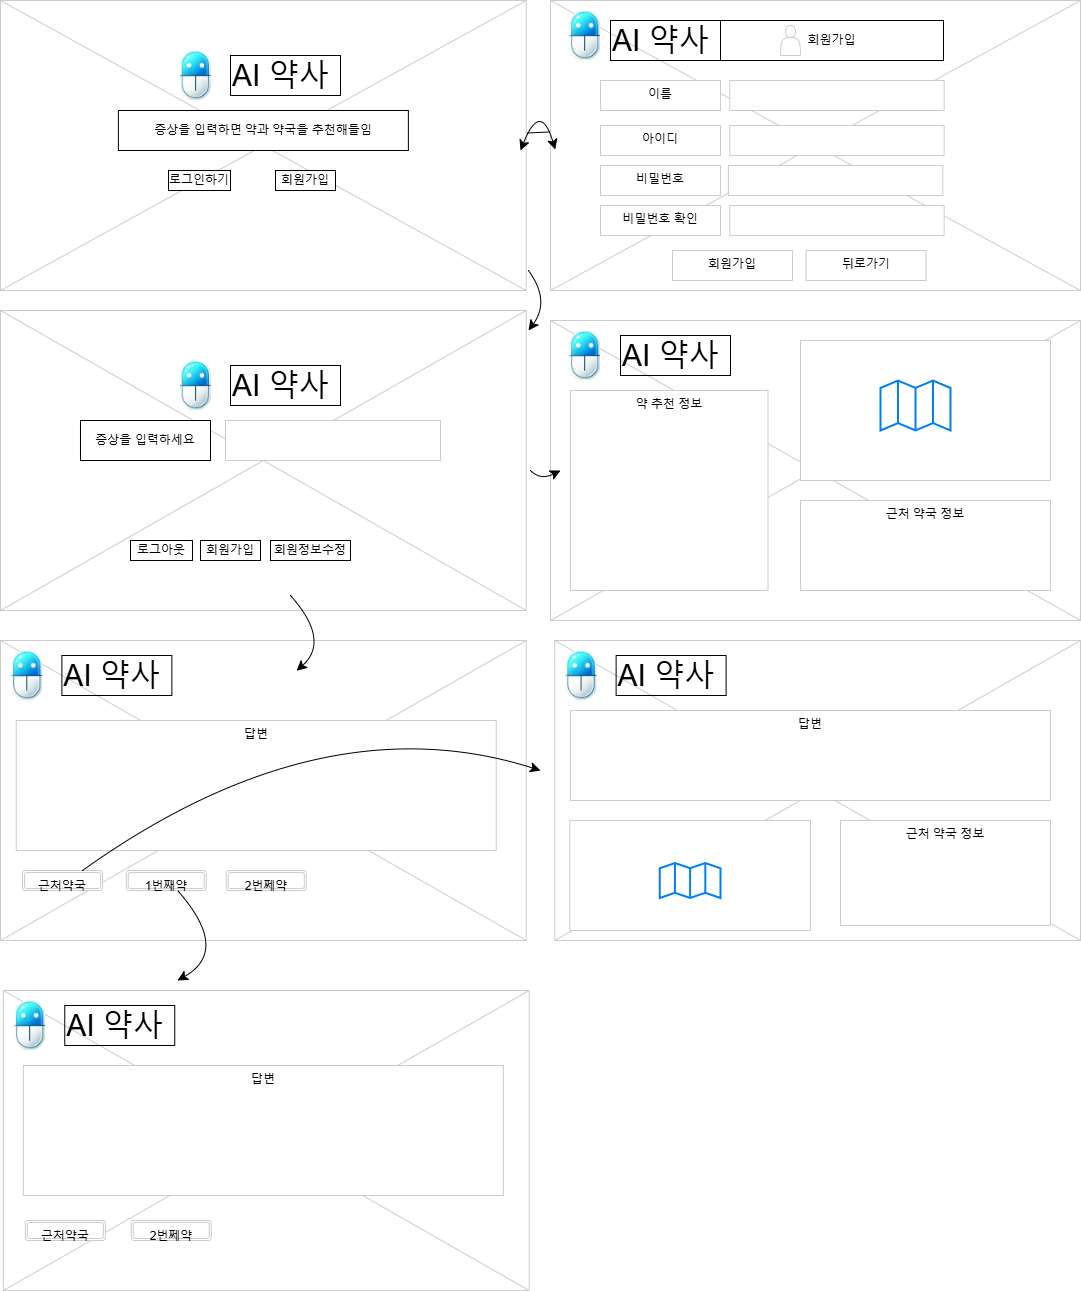 AI 약사
증상을 입력하면 약과 약국을 추천해들임
로그인하기
회원가입
AI 약사
회원가입
이름
아이디
비밀번호
비밀번호 확인
회원가입
뒤로가기
AI 약사
증상을 입력하세요
로그아웃
회원가입
회원정보수정
AI 약사
약 추천 정보
근처 약국 정보
AI 약사
답변
근처약국
1번째약
2번쩨약
AI 약사
답변
근처 약국 정보
AI 약사
답변
근처약국
2번쩨약